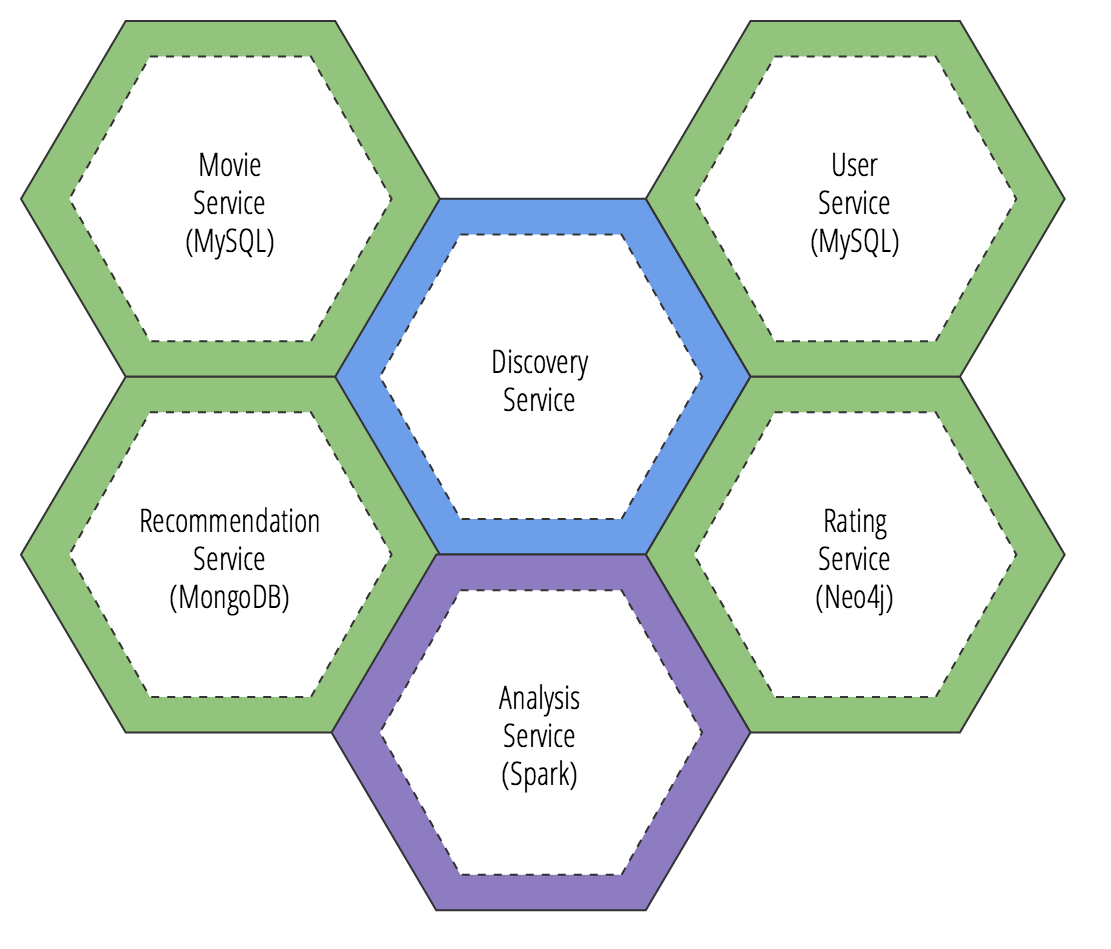 Movie
Service
(MySQL)
User
Service
(MySQL)
Discovery
Service
Recommendation
Service
(MongoDB)
Rating
Service
(Neo4j)
Analysis
Service
(Spark)